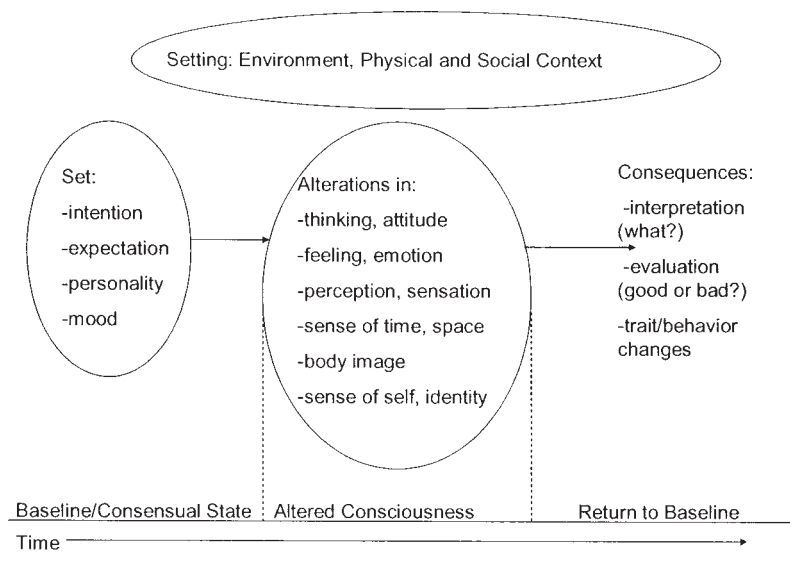 Setting: Environment, Physical and Social Context
Set:
-intention
-expectation
-personality
-mood
Alterations in:
-thinking, attitude
-feeling, emotion
-perception, sensation
-sense of time, space
-body image
-sense of self, identity
Consequences:
-interpretation
(what?)
-evaluation
(good or bad?)
-trait/behavior
changes
Baseline/Consensual State
Altered Consciousness
Return to Baseline
Time